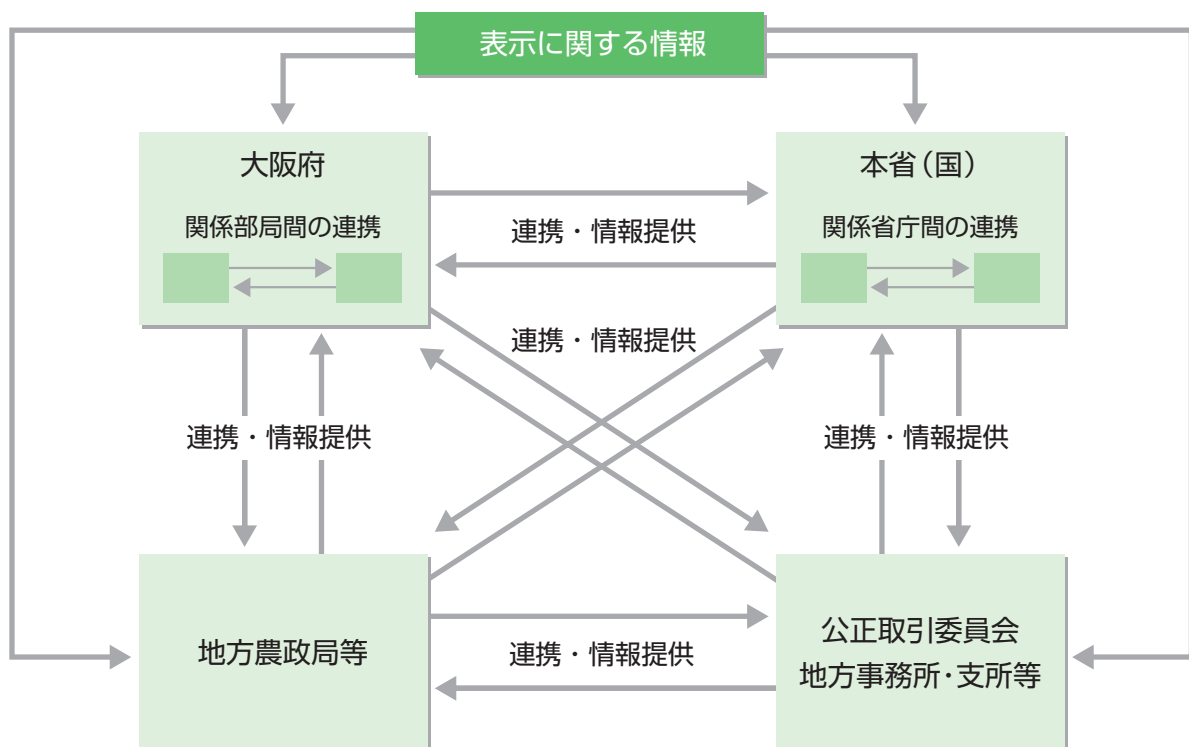 表示に関する情報
大阪府
本省（国）
関係部局間の連携
連携・情報提供
関係省庁間の連携
連携・情報提供
連携・情報提供
連携・情報提供
地方農政局等
連携・情報提供
公正取引委員会
地方事務所･支所等